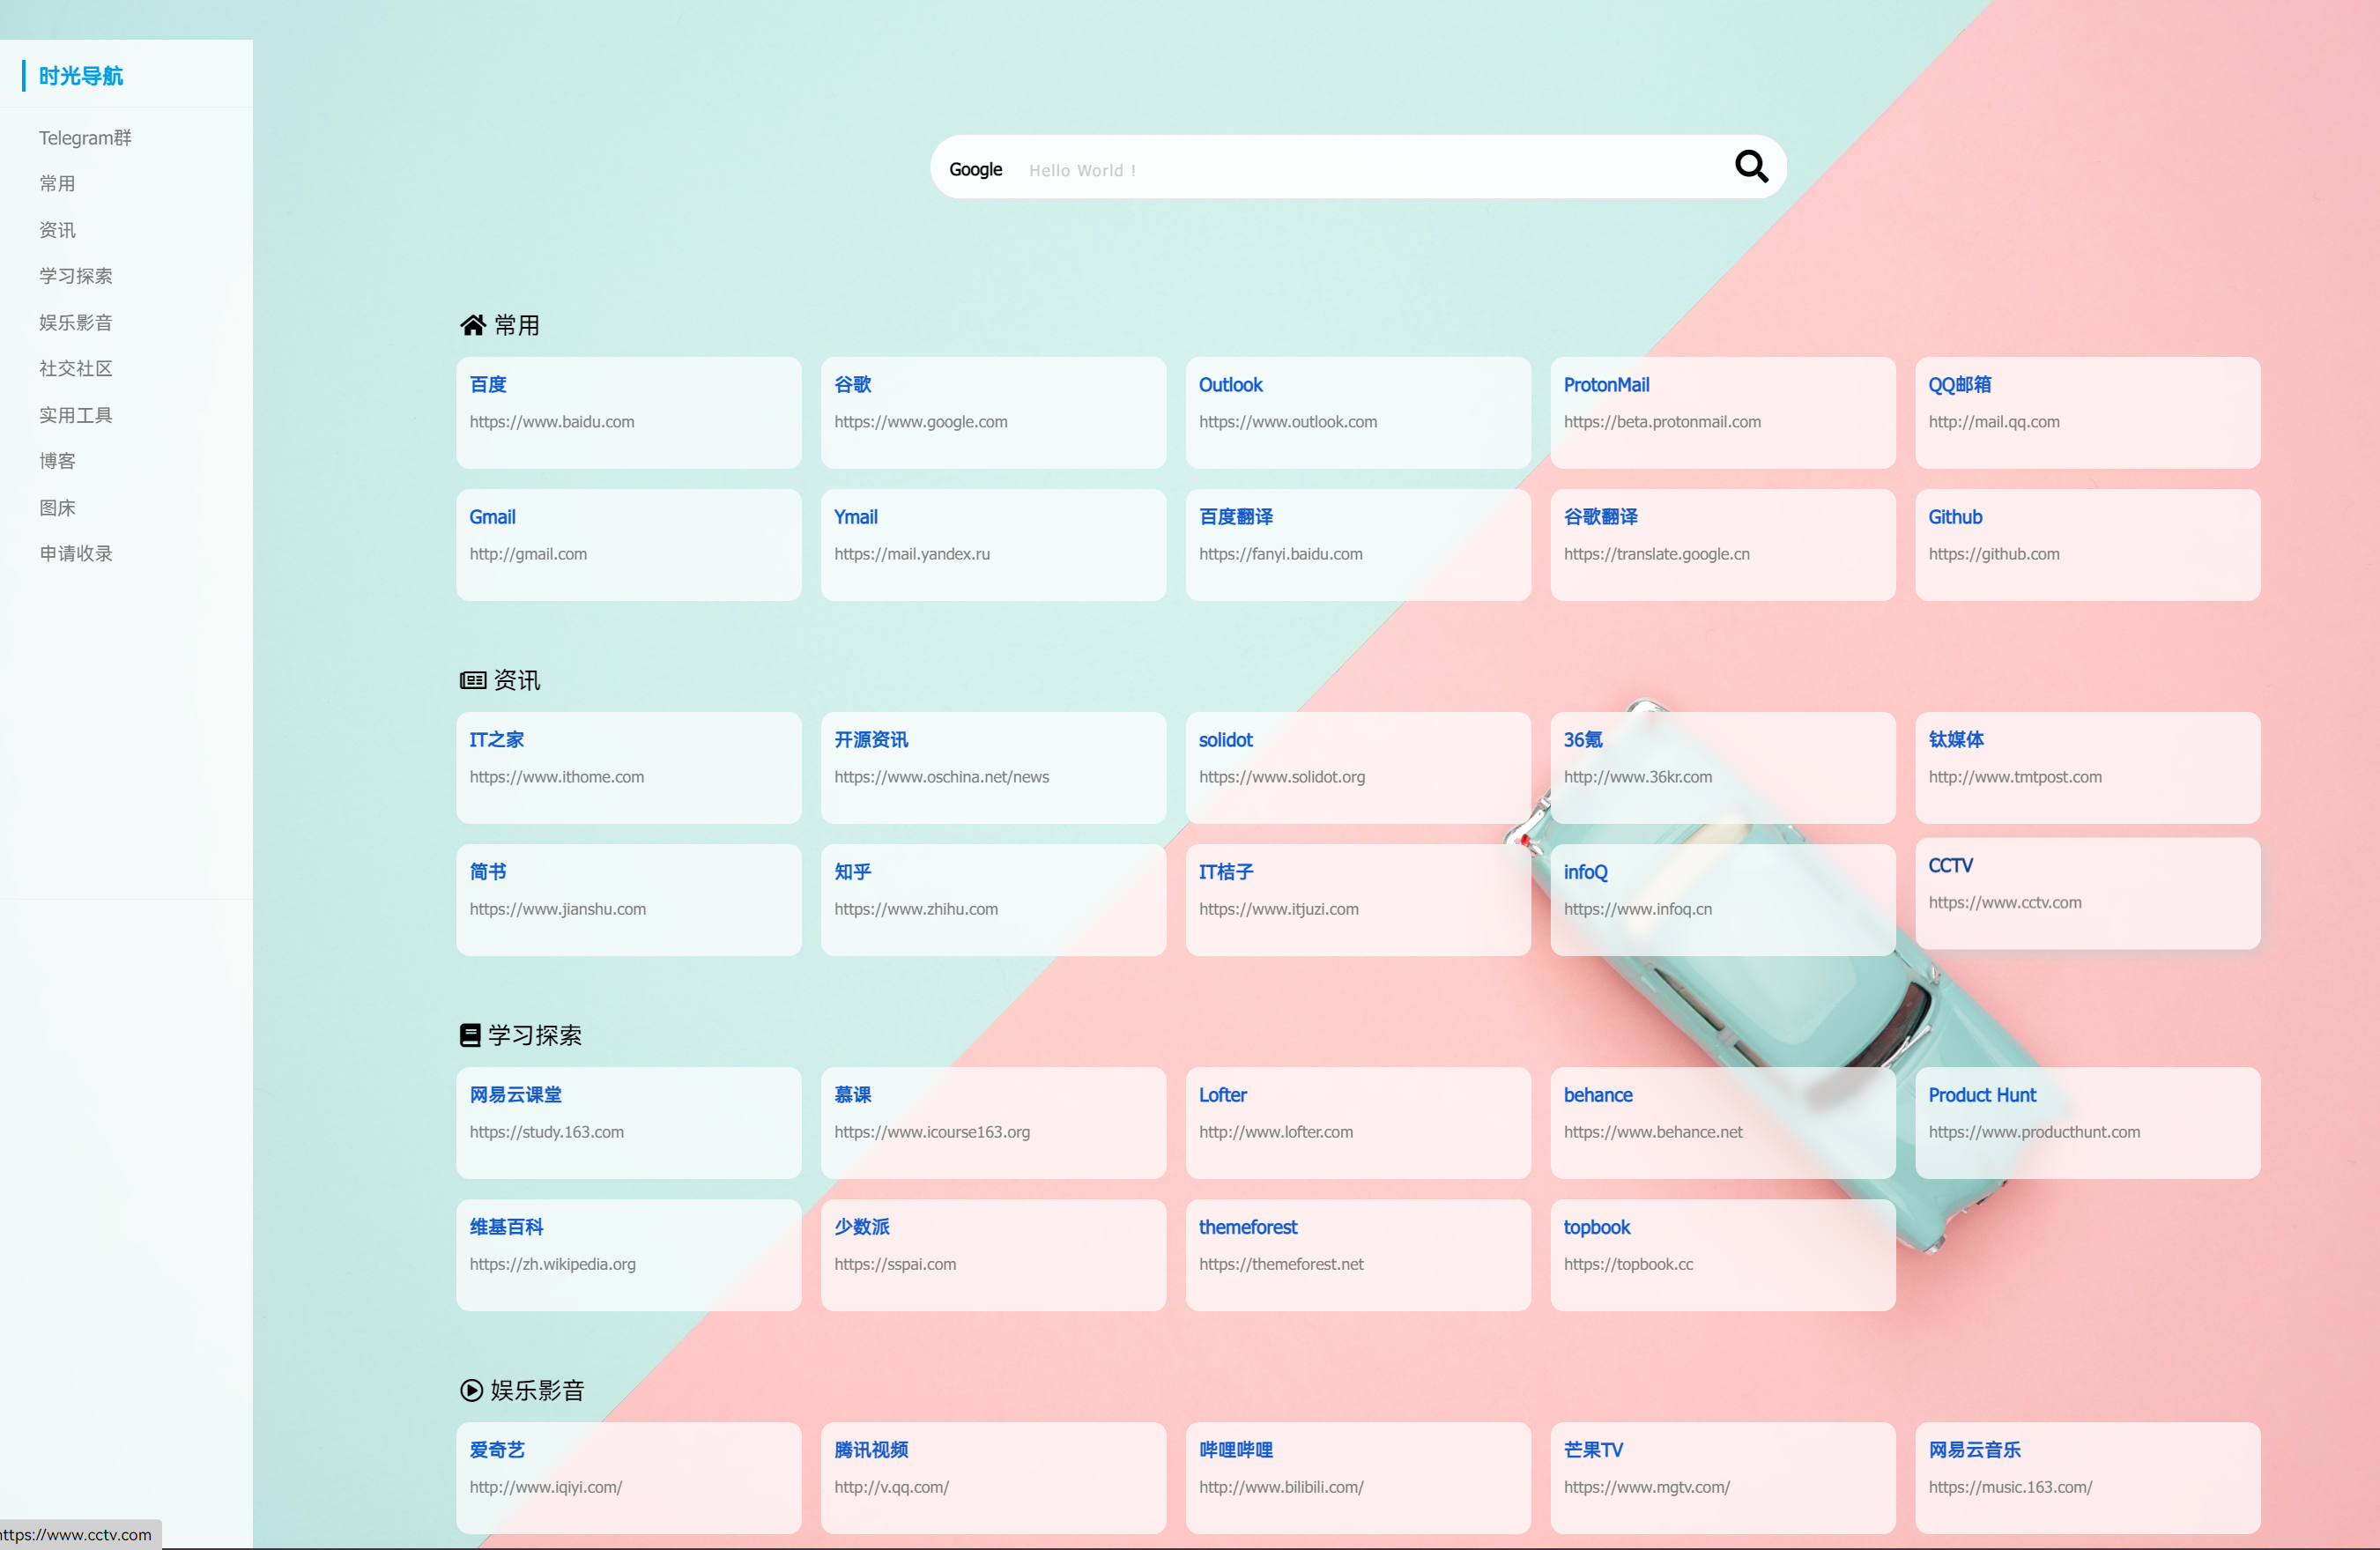 时光导航
Telegram群
常用
资讯
学习探索
娱乐影音
社交社区
实用工具
博客
图床
申请收录
Google Hello World !
常用
百度
https://www.baidu.com
谷歌
https://www.google.com
Outlook
https://www.outlook.com
ProtonMail
https://beta.protonmail.com
QQ邮箱
http://mail.qq.com
Gmail
http://gmail.com
Ymail
https://mail.yandex.ru
百度翻译
https://fanyi.baidu.com
谷歌翻译
https://translate.google.cn
Github
https://github.com
资讯
IT之家
https://www.ithome.com
开源资讯
https://www.oschina.net/news
solidot
https://www.solidot.org
36氪
http://www.36kr.com
钛媒体
http://www.tmtpost.com
简书
https://www.jianshu.com
知乎
https://www.zhihu.com
IT桔子
https://www.itjuzi.com
infoQ
https://www.infoq.cn
CCTV
https://www.cctv.com
学习探索
网易云课堂
https://study.163.com
慕课
https://www.icourse163.org
Lofter
http://www.lofter.com
behance
https://www.behance.net
Product Hunt
https://www.producthunt.com
维基百科
https://zh.wikipedia.org
少数派
https://sspai.com
themeforest
https://themeforest.net
topbook
https://topbook.cc
娱乐影音
爱奇艺
http://www.iqiyi.com/
腾讯视频
http://v.qq.com/
哔哩哔哩
http://www.bilibili.com/
芒果TV
https://www.mgtv.com/
网易云音乐
https://music.163.com/
https://www.cctv.com